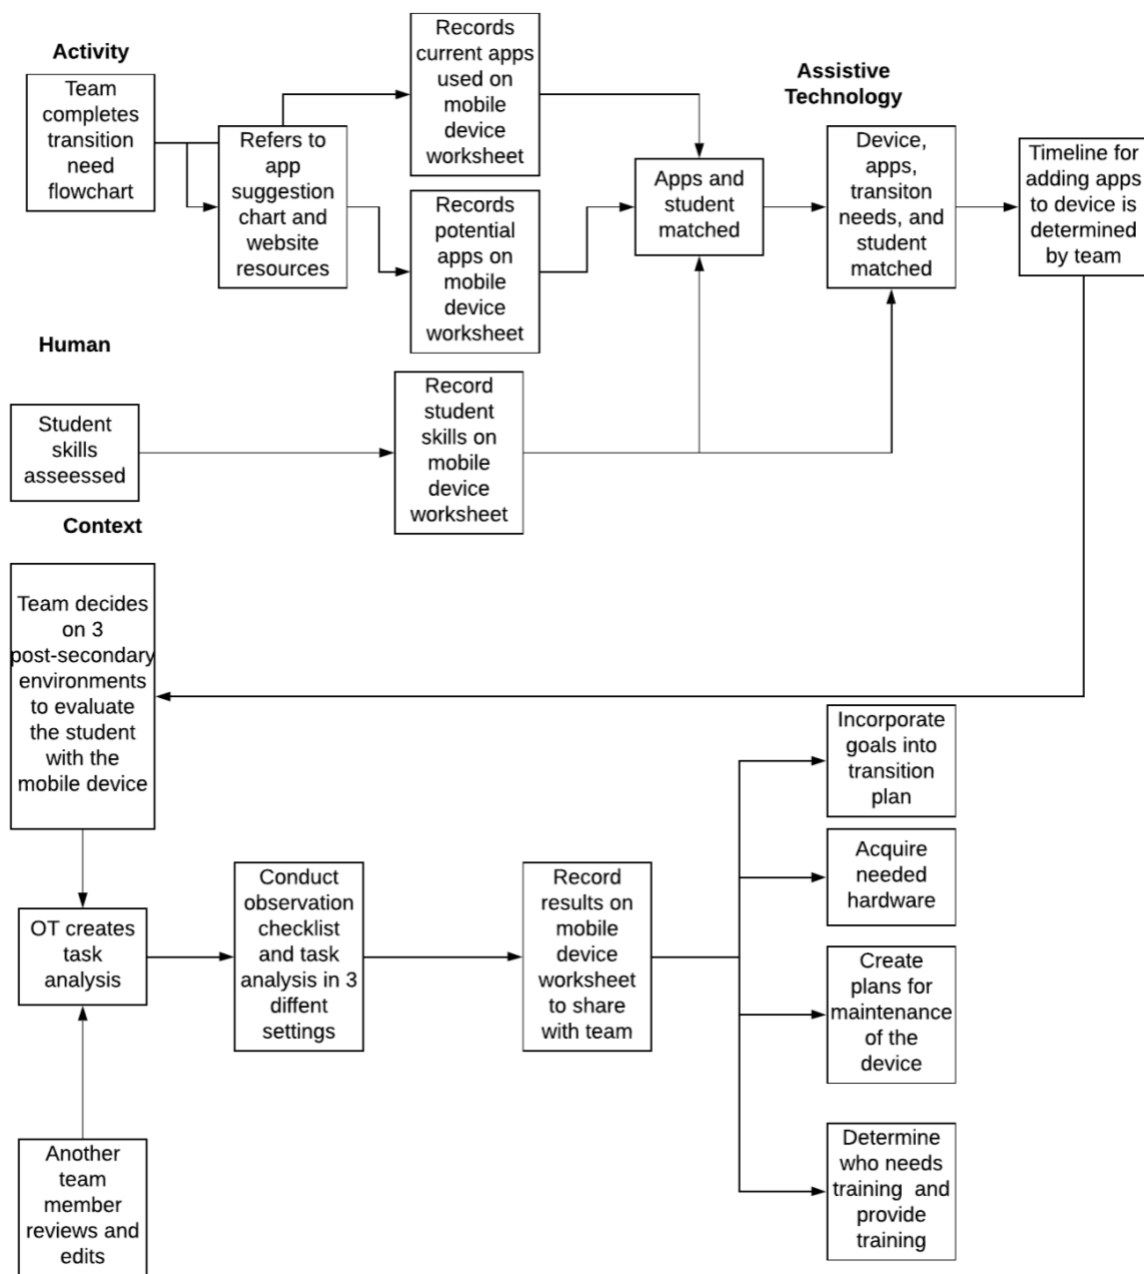 Activity
Team
completes
transition
need
flowchart
Refers to
app
suggestion
chart and
website
resources
Records
current apps
used on
mobile
device
worksheet
Records
potential
apps on
mobile
device
worksheet
Apps and
student
matched
Assistive
Technology
Device,
apps,
transiton
needs, and
student
matched
Timeline for
adding apps
to device is
determined
by team
Human
Student
skills
asseessed
Record
student
skills on
mobile
device
worksheet
Context
Team decides
on 3
post-secondary
environments
to evaluate
the student
with the
mobile device
OT creates
task
analysis
Another
team
member
reviews and
edits
Conduct
observation
checklist
and task
analysis in 3
diffent
settings
Record
results on
mobile
device
worksheet
to share
with team
Incorporate
goals into
transition
plan
Acquire
needed
hardware
Create
plans for
maintenance
of the
device
Determine
who needs
training and
provide
training